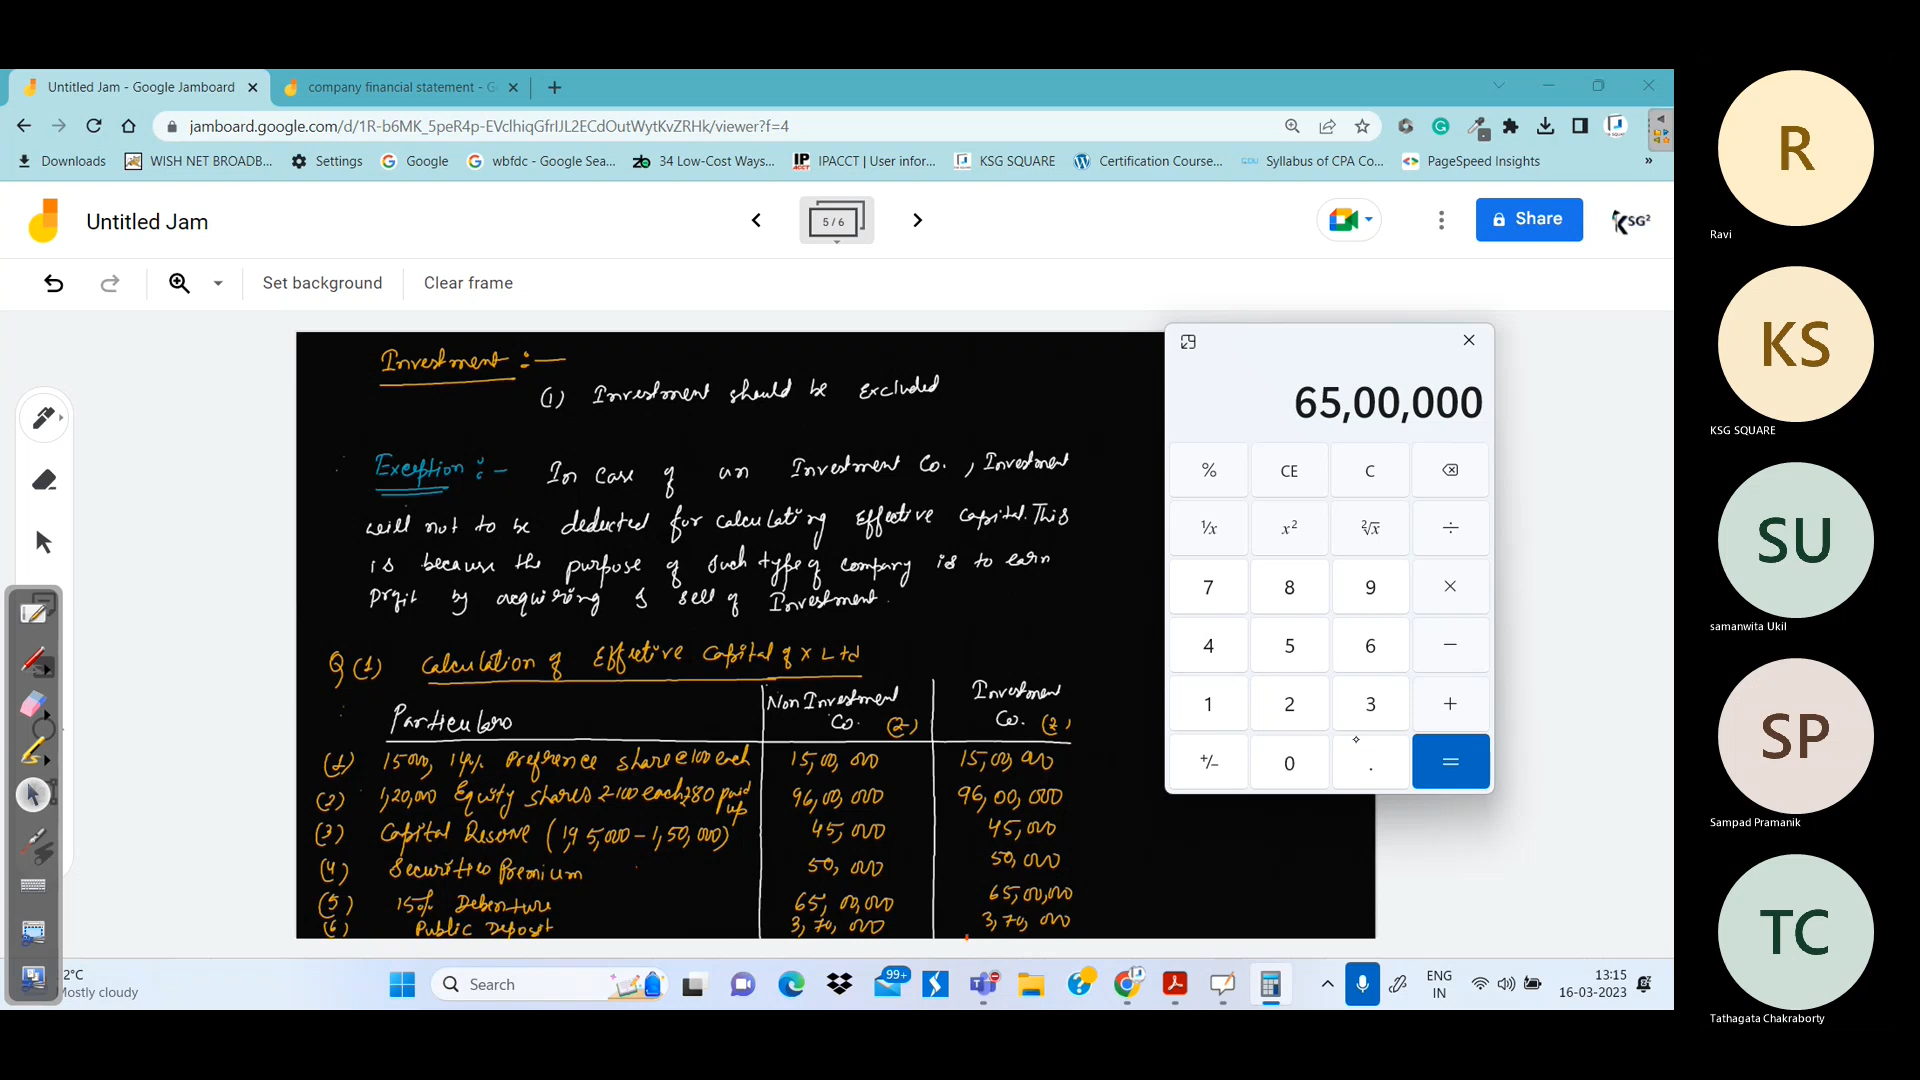 Untitled Jam - Google Jamboard
company financial statement - G
jamboard.google.com/d/1R-b6MK_5peR4p-EVclhiqGfrIJL2ECdOutWytKvZRHk/viewer?f=4
Downloads
WISH NET BROADB...
Settings
Google
wbfdc - Google Sea...
34 Low-Cost Ways...
IPACCT | User infor...
KSG SQUARE
Certification Course...
Syllabus of CPA Co...
PageSpeed Insights
»
Untitled Jam
5 / 6
Share
KSG²
Set background
Clear frame
Investment :—
(1) Investment should be Excluded
Exception :- In case of an Investment Co., Investment
will not to be deducted for calculating Effective Capital. This
is because the purpose of such type of company is to earn
Profit by acquiring & sell of Investment.
Q (1) Calculation of Effective Capital of X Ltd
Particulars
Non Investment Co. (₹)
Investment Co. (₹)
(1) 15000, 14% Preference share @ 100 each 15,00,000 15,00,000
(2) 1,20,000 Equity shares ₹ 100 each, ₹80 paid up 96,00,000 96,00,000
(3) Capital Reserve (1,95,000 - 1,50,000) 45,000 45,000
(4) Securities Premium 50,000 50,000
(5) 15% Debenture 65,00,000 65,00,000
(6) Public Deposit 3,70,000 3,70,000
65,00,000
% CE C
¹/x x² ²√x ÷
7 8 9 ×
4 5 6 −
1 2 3 +
+/− 0 . =
R
Ravi
KS
KSG SQUARE
SU
samanwita Ukil
SP
Sampad Pramanik
TC
Tathagata Chakraborty
2°C
Mostly cloudy
Search
99+
ENG
IN
13:15
16-03-2023